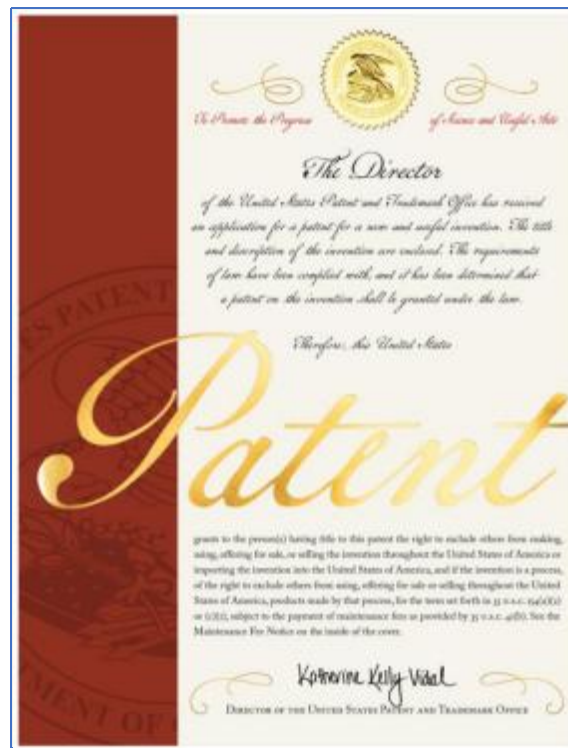 To Promote the Progress
of Science and Useful Arts
The Director
of the United States Patent and Trademark Office has received
an application for a patent for a new and useful invention. The title
and description of the invention are enclosed. The requirements
of law have been complied with, and it has been determined that
a patent on the invention shall be granted under the law.
Therefore, this United States
Patent
grants to the person(s) having title to this patent the right to exclude others from making,
using, offering for sale, or selling the invention throughout the United States of America or
importing the invention into the United States of America, and if the invention is a process,
of the right to exclude others from using, offering for sale or selling throughout the United
States of America, products made by that process, for the term set forth in 35 U.S.C. 154(a)(2)
or (c)(1), subject to the payment of maintenance fees as provided by 35 U.S.C. 41(b). See the
Maintenance Fee Notice on the inside of the cover.
Katherine Kelly Vidal
DIRECTOR OF THE UNITED STATES PATENT AND TRADEMARK OFFICE
ES PATENT
MENT OF